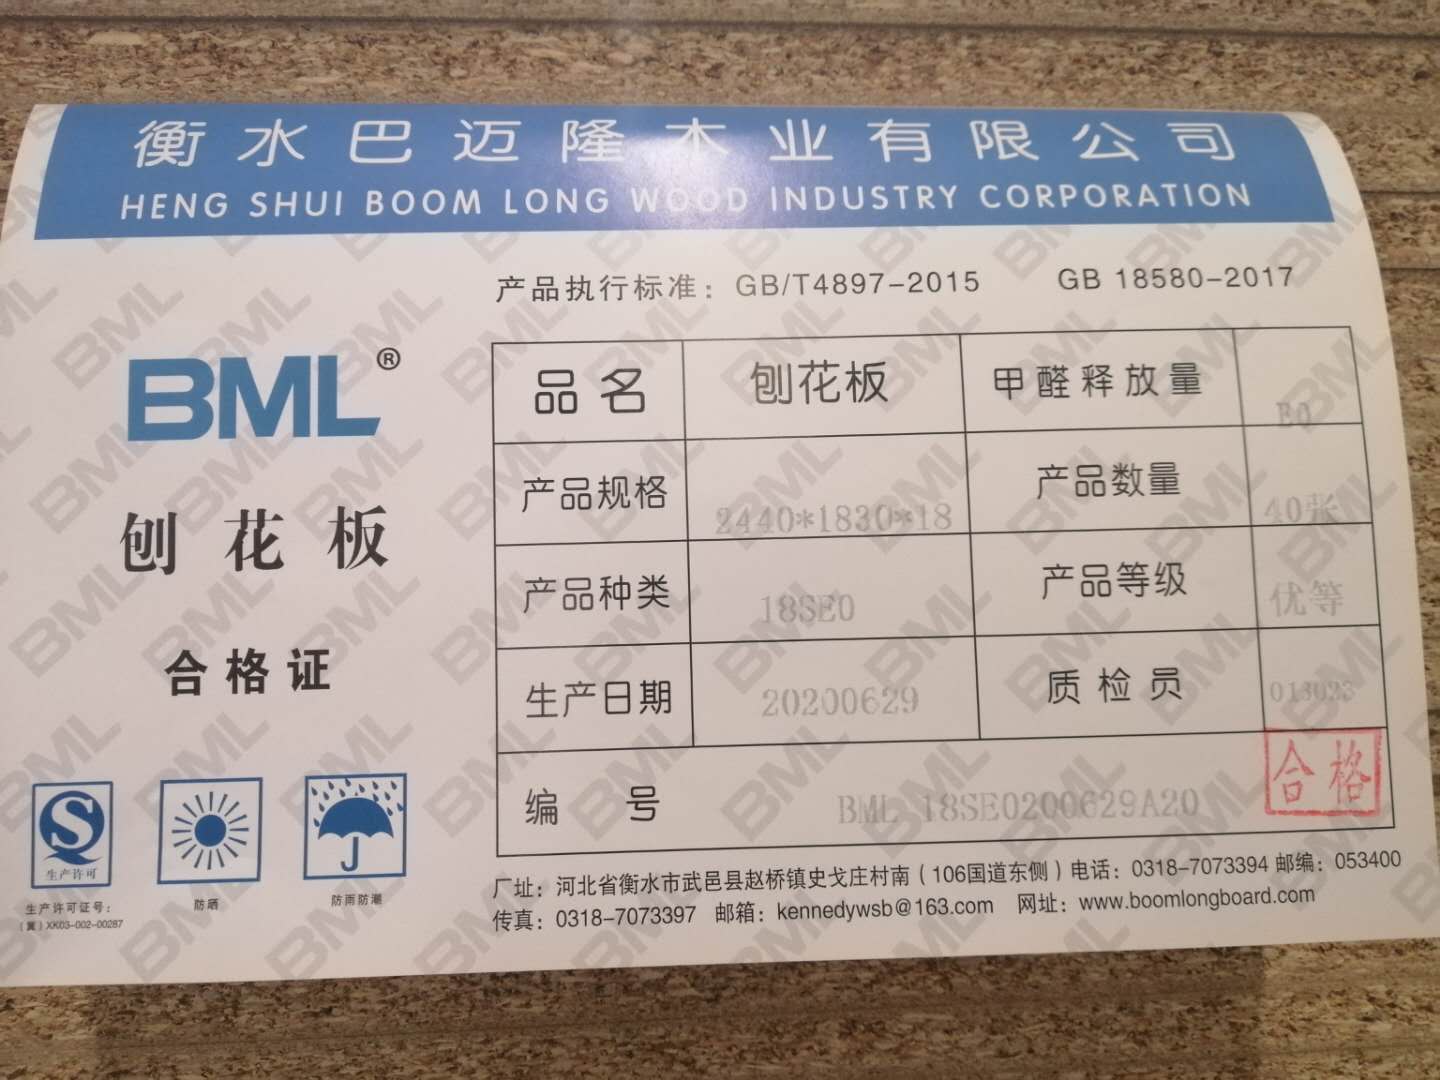 衡水巴迈隆木业有限公司
HENG SHUI BOOM LONG WOOD INDUSTRY CORPORATION
产品执行标准：GB/T4897-2015 GB 18580-2017
BML®
刨花板
合格证
品名 刨花板 甲醛释放量 E0
产品规格 2440*1830*18 产品数量 40张
产品种类 18SE0 产品等级 优等
生产日期 20200629 质检员 013023
编号 BML 18SE0200629A20 合格
生产许可
生产许可证号：
（冀）XK03-002-00287
防晒
防雨防潮
厂址：河北省衡水市武邑县赵桥镇史戈庄村南（106国道东侧）电话：0318-7073394 邮编：053400
传真：0318-7073397 邮箱：kennedywsb@163.com 网址：www.boomlongboard.com